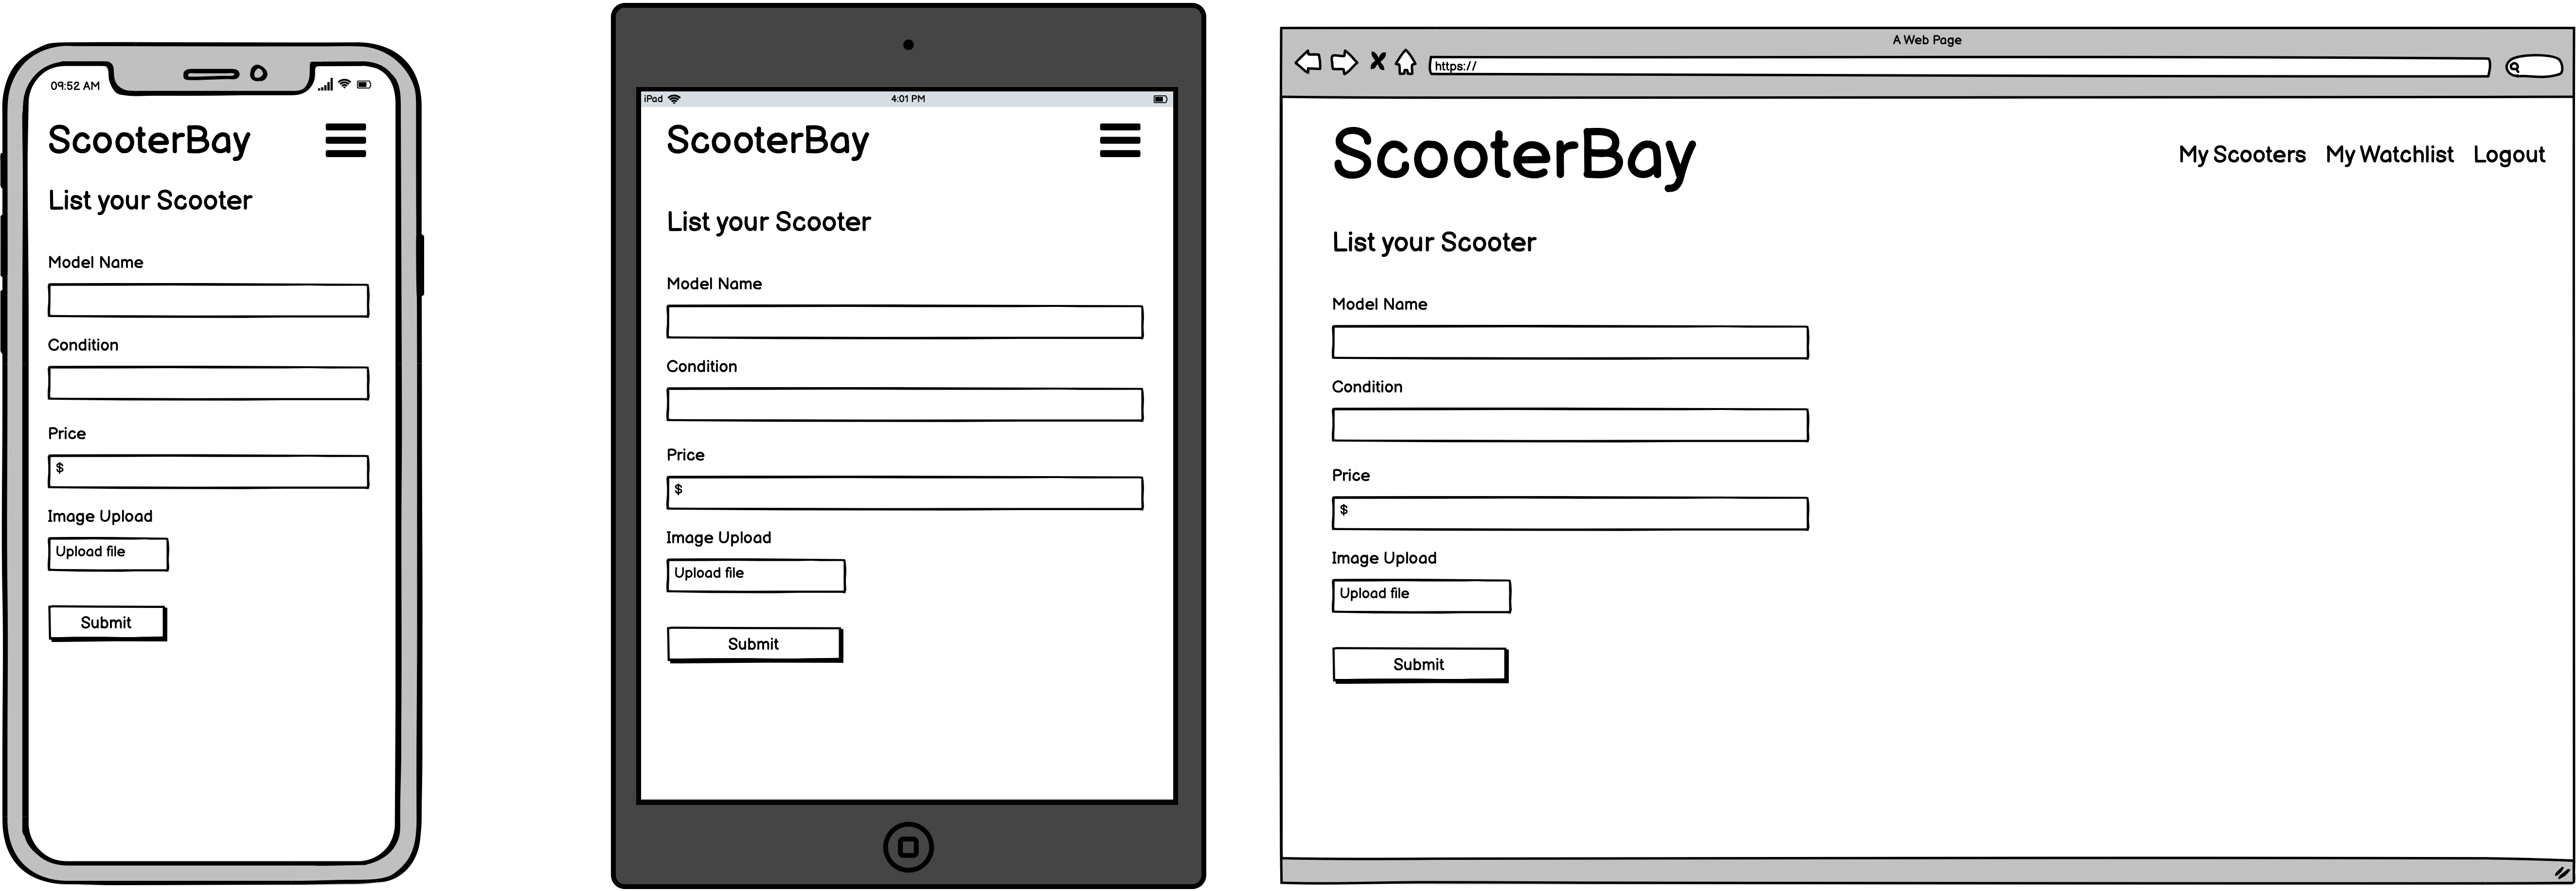 09:52 AM
ScooterBay
List your Scooter
Model Name
Condition
Price
$
Image Upload
Upload file
Submit
iPad
4:01 PM
ScooterBay
List your Scooter
Model Name
Condition
Price
$
Image Upload
Upload file
Submit
A Web Page
https://
ScooterBay
My Scooters My Watchlist Logout
List your Scooter
Model Name
Condition
Price
$
Image Upload
Upload file
Submit